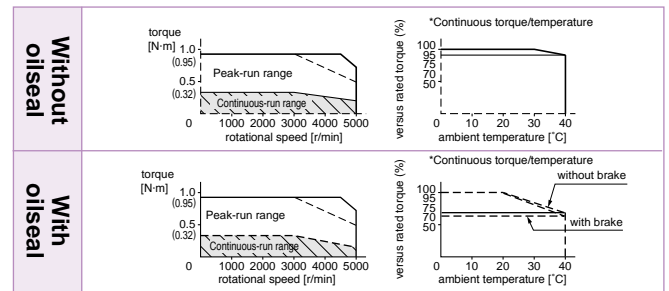 Without
oilseal
torque
[N·m]
1.0
(0.95)
0.5
(0.32)
Peak-run range
Continuous-run range
0 1000 2000 3000 4000 5000
rotational speed [r/min]
*Continuous torque/temperature
versus rated torque (%)
100
95
75
70
50
0 10 20 30 40
ambient temperature [˚C]
With
oilseal
torque
[N·m]
1.0
(0.95)
0.5
(0.32)
Peak-run range
Continuous-run range
0 1000 2000 3000 4000 5000
rotational speed [r/min]
*Continuous torque/temperature
without brake
versus rated torque (%)
100
95
75
70
50
with brake
0 10 20 30 40
ambient temperature [˚C]